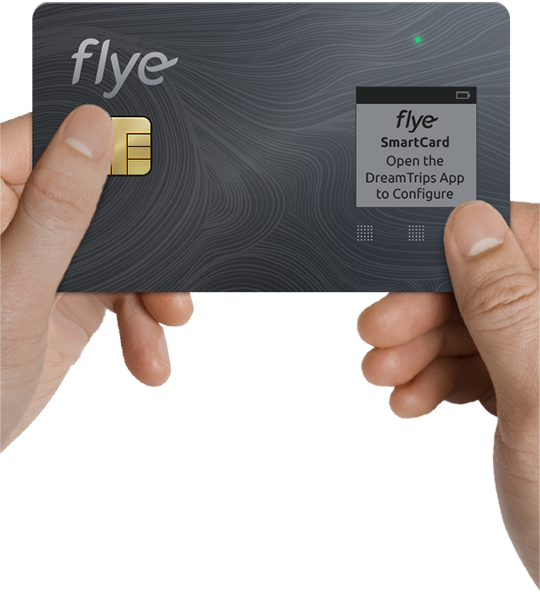 flye
flye
SmartCard
Open the
DreamTrips App
to Configure